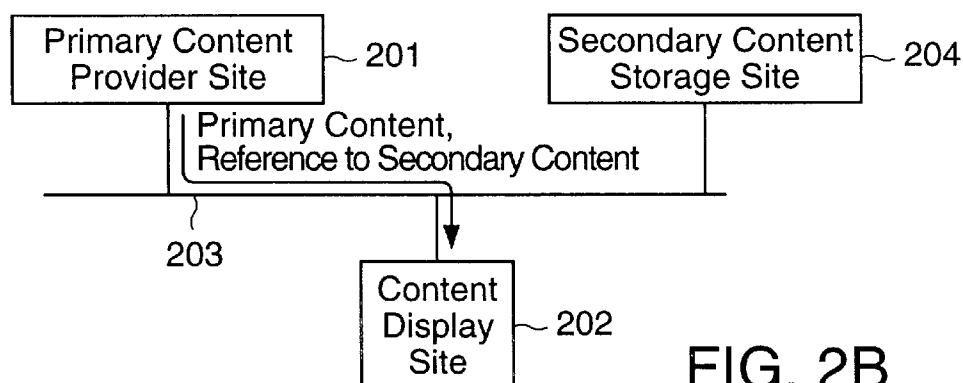 Primary Content
Provider Site
201
Secondary Content
Storage Site
204
Primary Content,
Reference to Secondary Content
203
Content
Display
Site
202
FIG. 2B